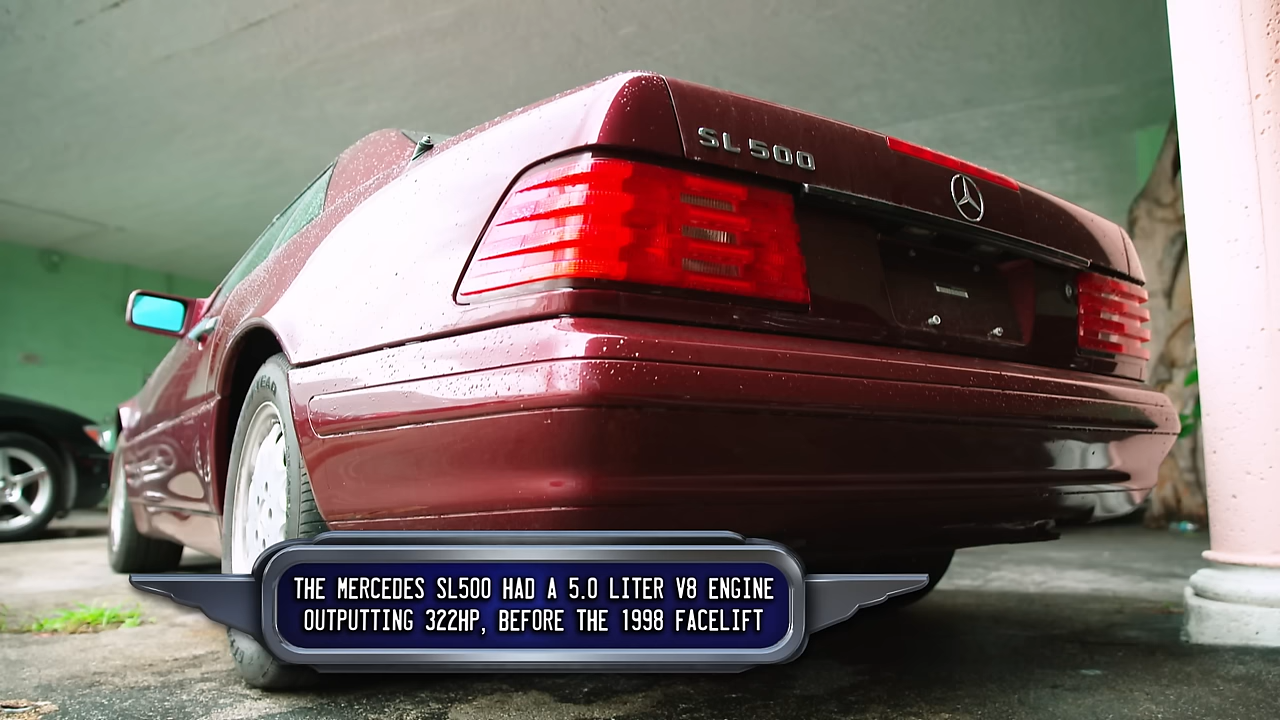 SL 500
THE MERCEDES SL500 HAD A 5.0 LITER V8 ENGINE
OUTPUTTING 322HP, BEFORE THE 1998 FACELIFT